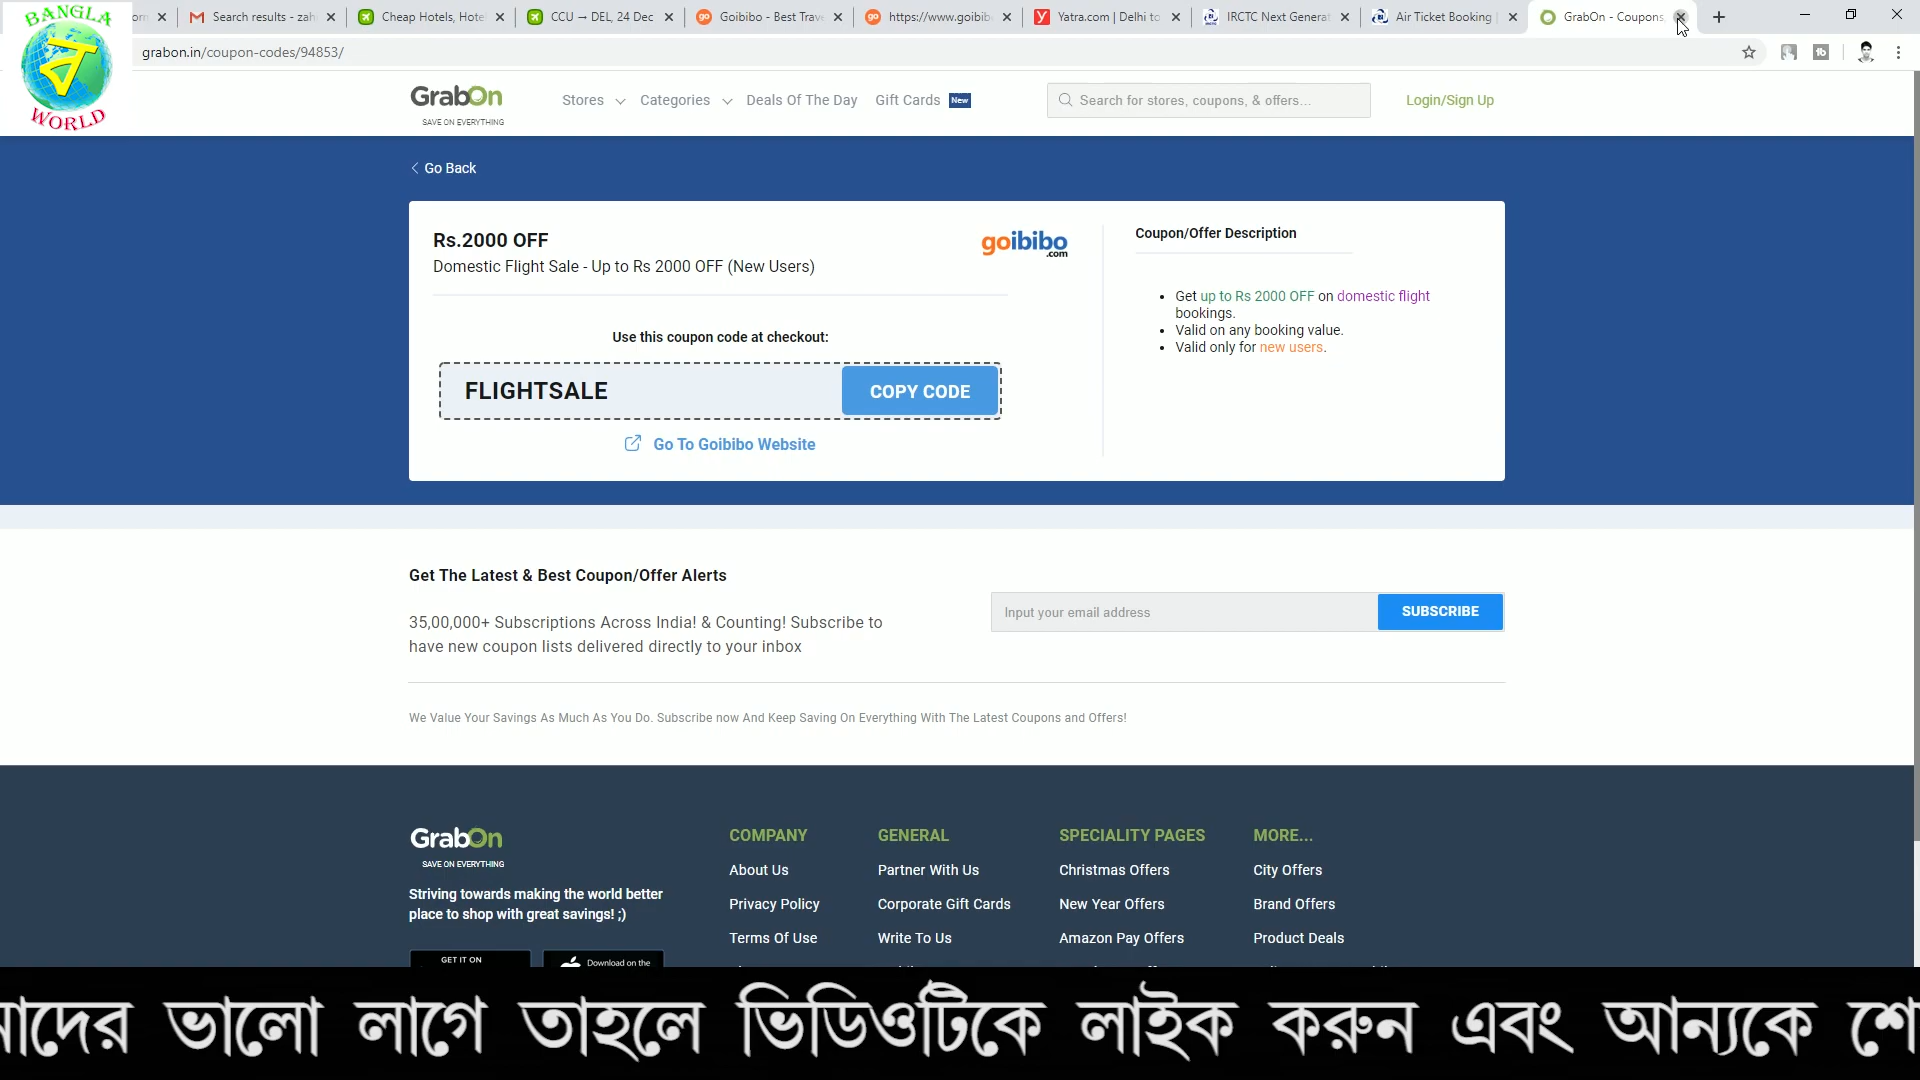 BANGLA
WORLD
Search results - zah
Cheap Hotels, Hotel
CCU → DEL, 24 Dec
Goibibo - Best Trave
https://www.goibib
Yatra.com | Delhi to
IRCTC Next Generat
Air Ticket Booking |
GrabOn - Coupons,
grabon.in/coupon-codes/94853/
GrabOn
SAVE ON EVERYTHING
Stores
Categories
Deals Of The Day
Gift Cards New
Search for stores, coupons, & offers...
Login/Sign Up
Go Back
Rs.2000 OFF
Domestic Flight Sale - Up to Rs 2000 OFF (New Users)
goibibo
.com
Use this coupon code at checkout:
FLIGHTSALE
COPY CODE
Go To Goibibo Website
Coupon/Offer Description
• Get up to Rs 2000 OFF on domestic flight
bookings.
• Valid on any booking value.
• Valid only for new users.
Get The Latest & Best Coupon/Offer Alerts
35,00,000+ Subscriptions Across India! & Counting! Subscribe to
have new coupon lists delivered directly to your inbox
Input your email address
SUBSCRIBE
We Value Your Savings As Much As You Do. Subscribe now And Keep Saving On Everything With The Latest Coupons and Offers!
GrabOn
SAVE ON EVERYTHING
Striving towards making the world better
place to shop with great savings! ;)
GET IT ON
Download on the
COMPANY
About Us
Privacy Policy
Terms Of Use
GENERAL
Partner With Us
Corporate Gift Cards
Write To Us
SPECIALITY PAGES
Christmas Offers
New Year Offers
Amazon Pay Offers
MORE...
City Offers
Brand Offers
Product Deals
ভালো লাগে তাহলে ভিডিওটিকে লাইক করুন এবং আন্যকে